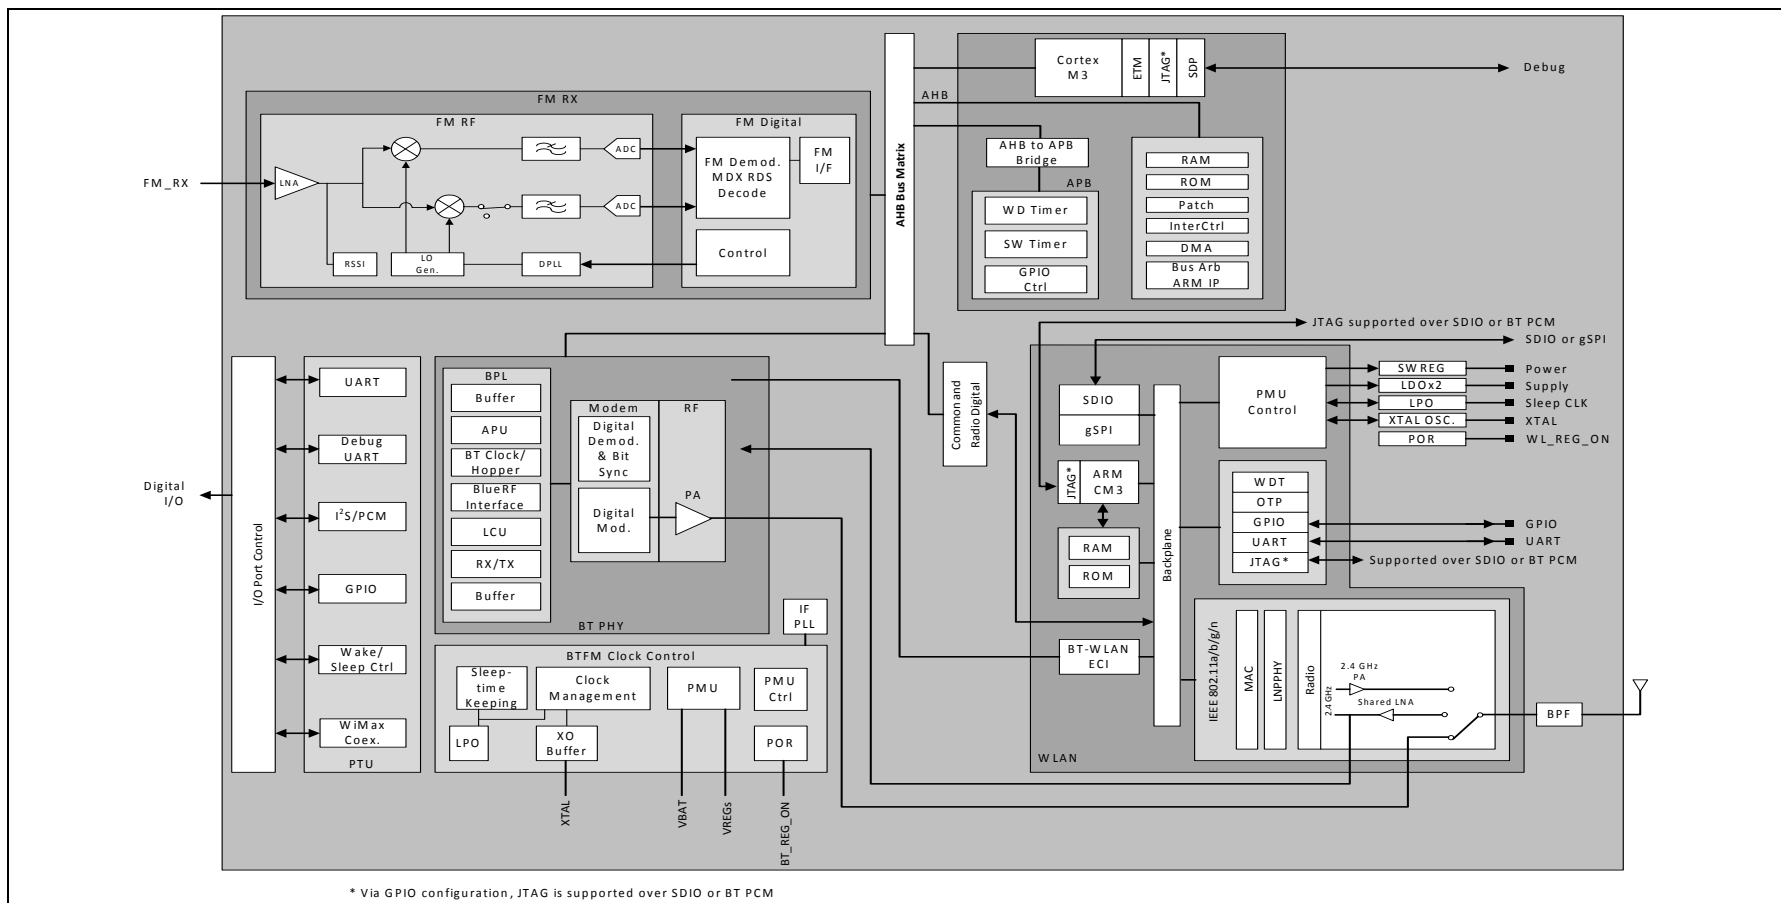 FM_RX
FM RX
FM RF
LNA
RSSI
LO
Gen.
DPLL
ADC
ADC
FM Digital
FM Demod.
MDX RDS
Decode
FM
I/F
Control
AHB Bus Matrix
AHB
Cortex
M3
ETM
JTAG*
SDP
Debug
AHB to APB
Bridge
APB
WD Timer
SW Timer
GPIO
Ctrl
RAM
ROM
Patch
InterCtrl
DMA
Bus Arb
ARM IP
JTAG supported over SDIO or BT PCM
SDIO or gSPI
Digital
I/O
I/O Port Control
UART
Debug
UART
I²S/PCM
GPIO
Wake/
Sleep Ctrl
WiMax
Coex.
PTU
BPL
Buffer
APU
BT Clock/
Hopper
BlueRF
Interface
LCU
RX/TX
Buffer
Modem
Digital
Demod.
& Bit
Sync
Digital
Mod.
RF
PA
BT PHY
IF
PLL
BTFM Clock Control
Sleep-
time
Keeping
Clock
Management
PMU
PMU
Ctrl
LPO
XO
Buffer
POR
XTAL
VBAT
VREGs
BT_REG_ON
Common and
Radio Digital
SDIO
gSPI
JTAG*
ARM
CM3
RAM
ROM
BT-WLAN
ECI
Backplane
WLAN
PMU
Control
SWREG
LDOx2
LPO
XTAL OSC.
POR
Power
Supply
Sleep CLK
XTAL
WL_REG_ON
WDT
OTP
GPIO
UART
JTAG*
GPIO
UART
Supported over SDIO or BT PCM
IEEE 802.11a/b/g/n
MAC
LNPPHY
Radio
2.4 GHz
PA
2.4 GHz
Shared LNA
BPF
* Via GPIO configuration, JTAG is supported over SDIO or BT PCM